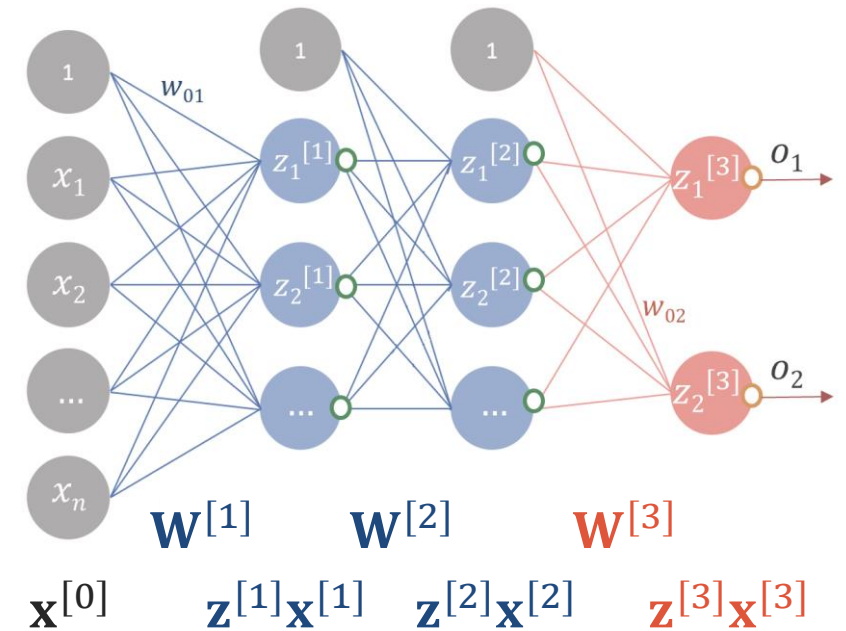 1 1 1
w₀₁
z₁[1] z₁[2] z₁[3] o₁
x₁
x₂ z₂[1] z₂[2]
w₀₂
... ... ... z₂[3] o₂
xₙ
W[1] W[2] W[3]
x[0] z[1]x[1] z[2]x[2] z[3]x[3]